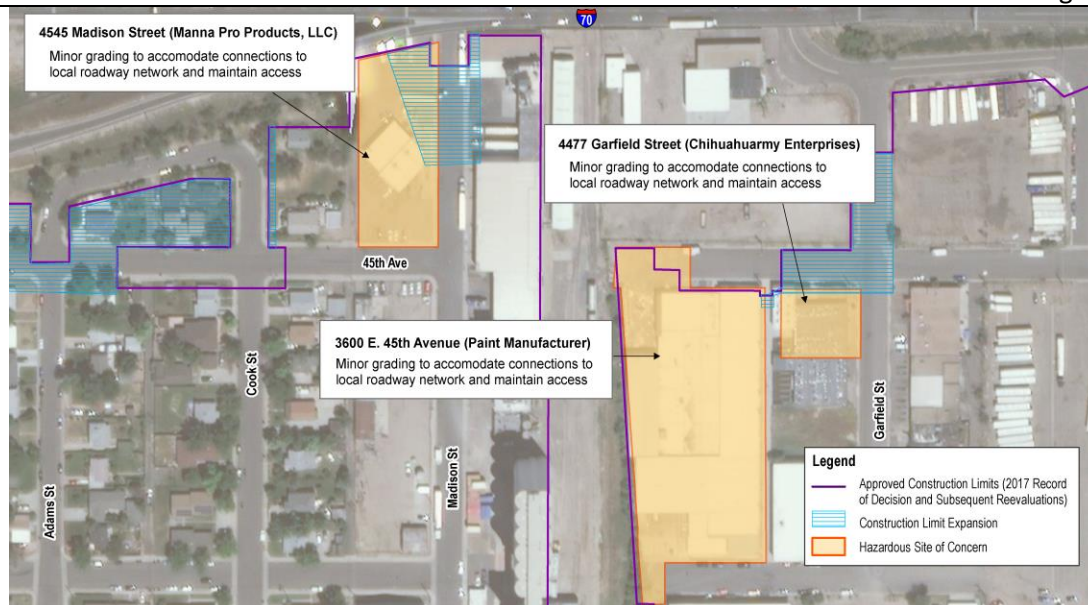 70
4545 Madison Street (Manna Pro Products, LLC)
Minor grading to accomodate connections to
local roadway network and maintain access
4477 Garfield Street (Chihuahuarmy Enterprises)
Minor grading to accomodate connections to
local roadway network and maintain access
45th Ave
3600 E. 45th Avenue (Paint Manufacturer)
Minor grading to accomodate connections to
local roadway network and maintain access
Adams St
Cook St
Madison St
Garfield St
Legend
Approved Construction Limits (2017 Record
of Decision and Subsequent Reevaluations)
Construction Limit Expansion
Hazardous Site of Concern